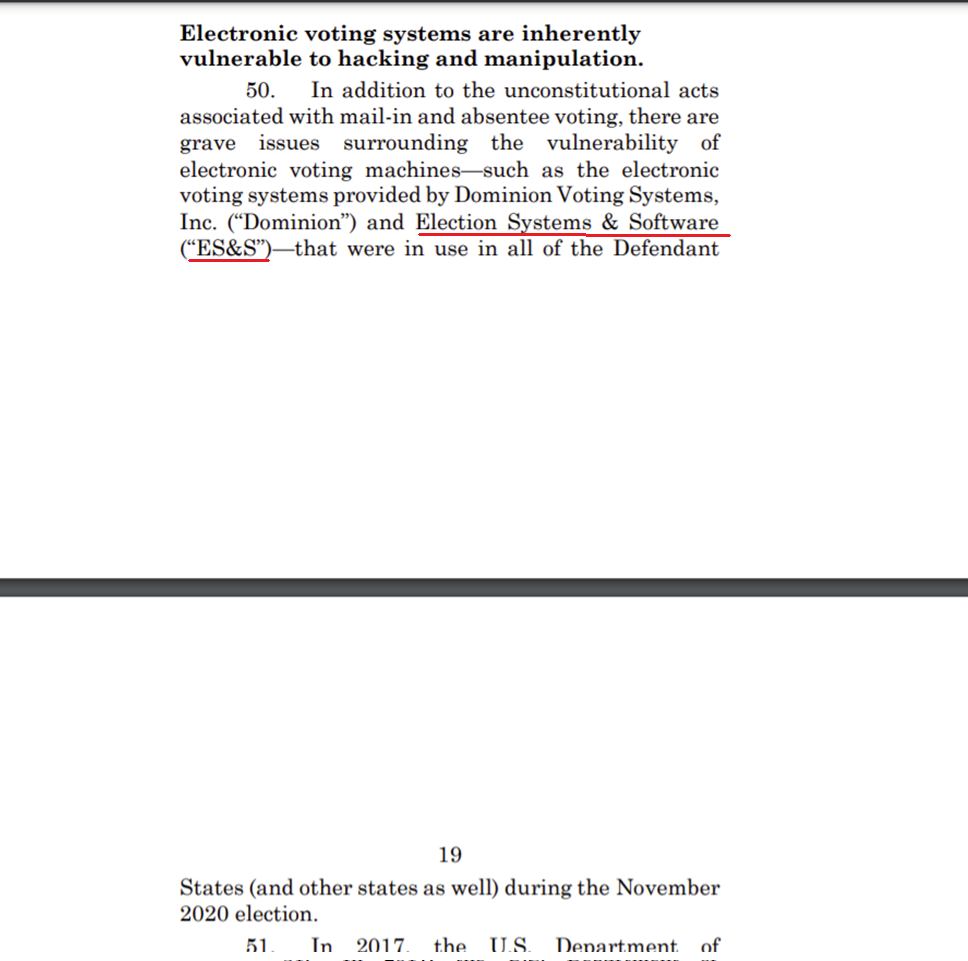 Electronic voting systems are inherently
vulnerable to hacking and manipulation.
50. In addition to the unconstitutional acts
associated with mail-in and absentee voting, there are
grave issues surrounding the vulnerability of
electronic voting machines—such as the electronic
voting systems provided by Dominion Voting Systems,
Inc. (“Dominion”) and Election Systems & Software
(“ES&S”)—that were in use in all of the Defendant
19
States (and other states as well) during the November
2020 election.
51. In 2017, the U.S. Department of